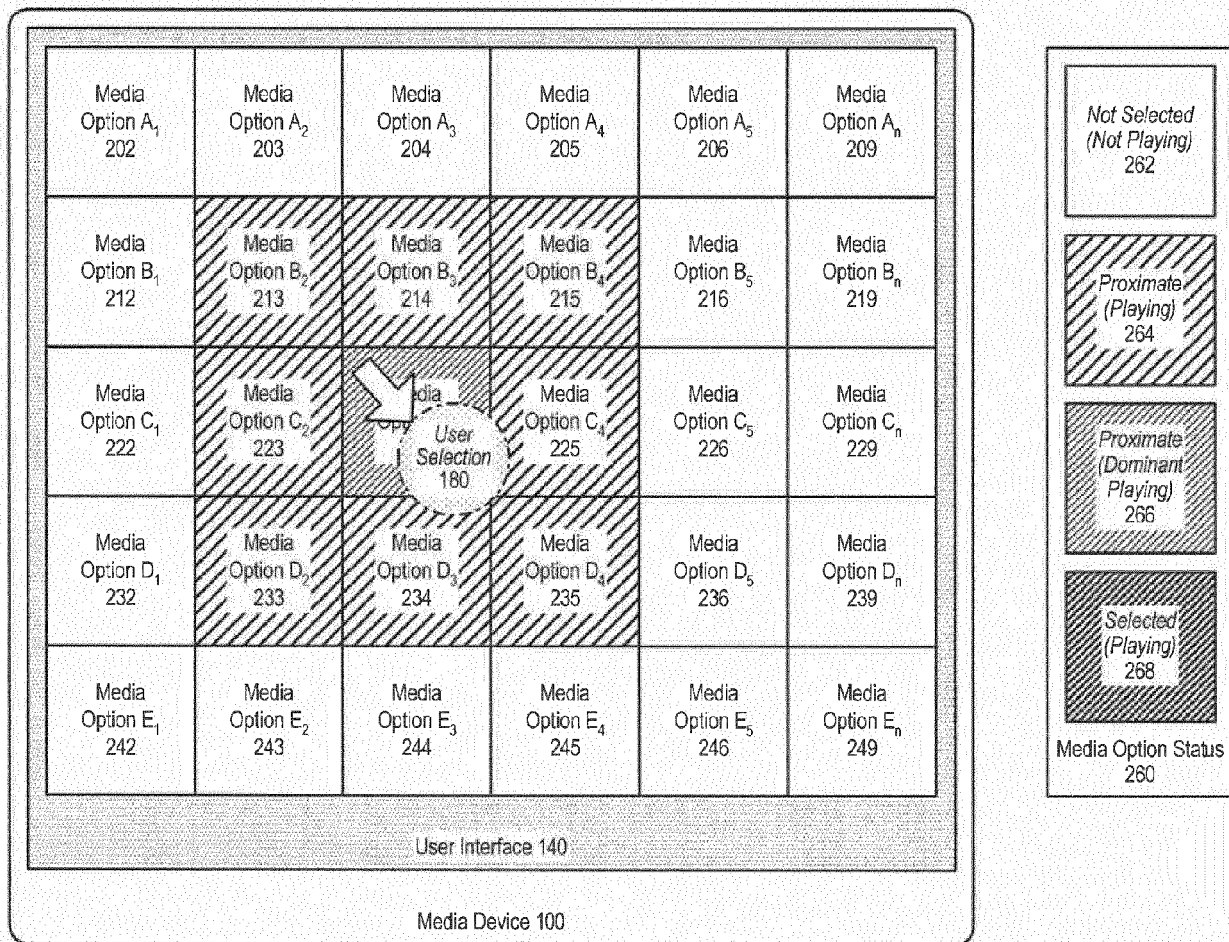 Media
Option A₁
202
Media
Option A₂
203
Media
Option A₃
204
Media
Option A₄
205
Media
Option A₅
206
Media
Option Aₙ
209
Media
Option B₁
212
Media
Option B₂
213
Media
Option B₃
214
Media
Option B₄
215
Media
Option B₅
216
Media
Option Bₙ
219
Media
Option C₁
222
Media
Option C₂
223
User
Selection
180
Media
Option C₄
225
Media
Option C₅
226
Media
Option Cₙ
229
Media
Option D₁
232
Media
Option D₂
233
Media
Option D₃
234
Media
Option D₄
235
Media
Option D₅
236
Media
Option Dₙ
239
Media
Option E₁
242
Media
Option E₂
243
Media
Option E₃
244
Media
Option E₄
245
Media
Option E₅
246
Media
Option Eₙ
249
User Interface 140
Media Device 100
Not Selected
(Not Playing)
262
Proximate
(Playing)
264
Proximate
(Dominant
Playing)
266
Selected
(Playing)
268
Media Option Status
260